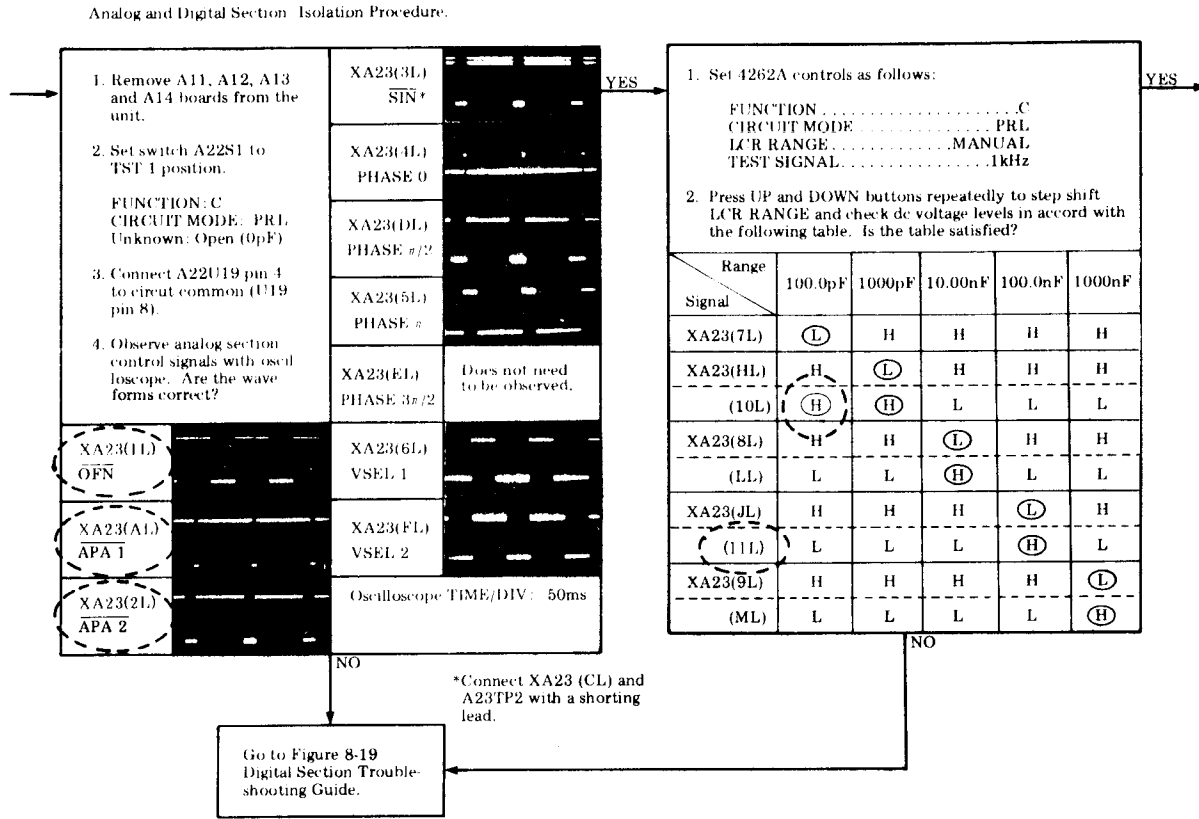 Analog and Digital Section Isolation Procedure.
1. Remove A11, A12, A13
and A14 boards from the
unit.
2. Set switch A22S1 to
TST 1 position.
FUNCTION: C
CIRCUIT MODE: PRL
Unknown: Open (0pF)
3. Connect A22U19 pin 4
to circut common (U19
pin 8).
4. Observe analog section
control signals with oscil
loscope. Are the wave
forms correct?
XA23(1L)
OFN
XA23(AL)
APA 1
XA23(2L)
APA 2
XA23(3L)
SIN*
XA23(4L)
PHASE 0
XA23(DL)
PHASE π/2
XA23(5L)
PHASE π
XA23(EL)
PHASE 3π/2
Does not need
to be observed.
XA23(6L)
VSEL 1
XA23(FL)
VSEL 2
Oscilloscope TIME/DIV: 50ms
YES
NO
*Connect XA23 (CL) and
A23TP2 with a shorting
lead.
Go to Figure 8-19
Digital Section Trouble-
shooting Guide.
1. Set 4262A controls as follows:
FUNCTION . . . . . . . . . . . . . . . . . . . . .C
CIRCUIT MODE . . . . . . . . . . . . . . PRL
LCR RANGE . . . . . . . . . . . .MANUAL
TEST SIGNAL. . . . . . . . . . . . . . .1kHz
2. Press UP and DOWN buttons repeatedly to step shift
LCR RANGE and check dc voltage levels in accord with
the following table. Is the table satisfied?
Range
Signal 100.0pF 1000pF 10.00nF 100.0nF 1000nF
XA23(7L) L H H H H
XA23(HL) H L H H H
(10L) H H L L L
XA23(8L) H H L H H
(LL) L L H L L
XA23(JL) H H H L H
(11L) L L L H L
XA23(9L) H H H H L
(ML) L L L L H
YES
NO